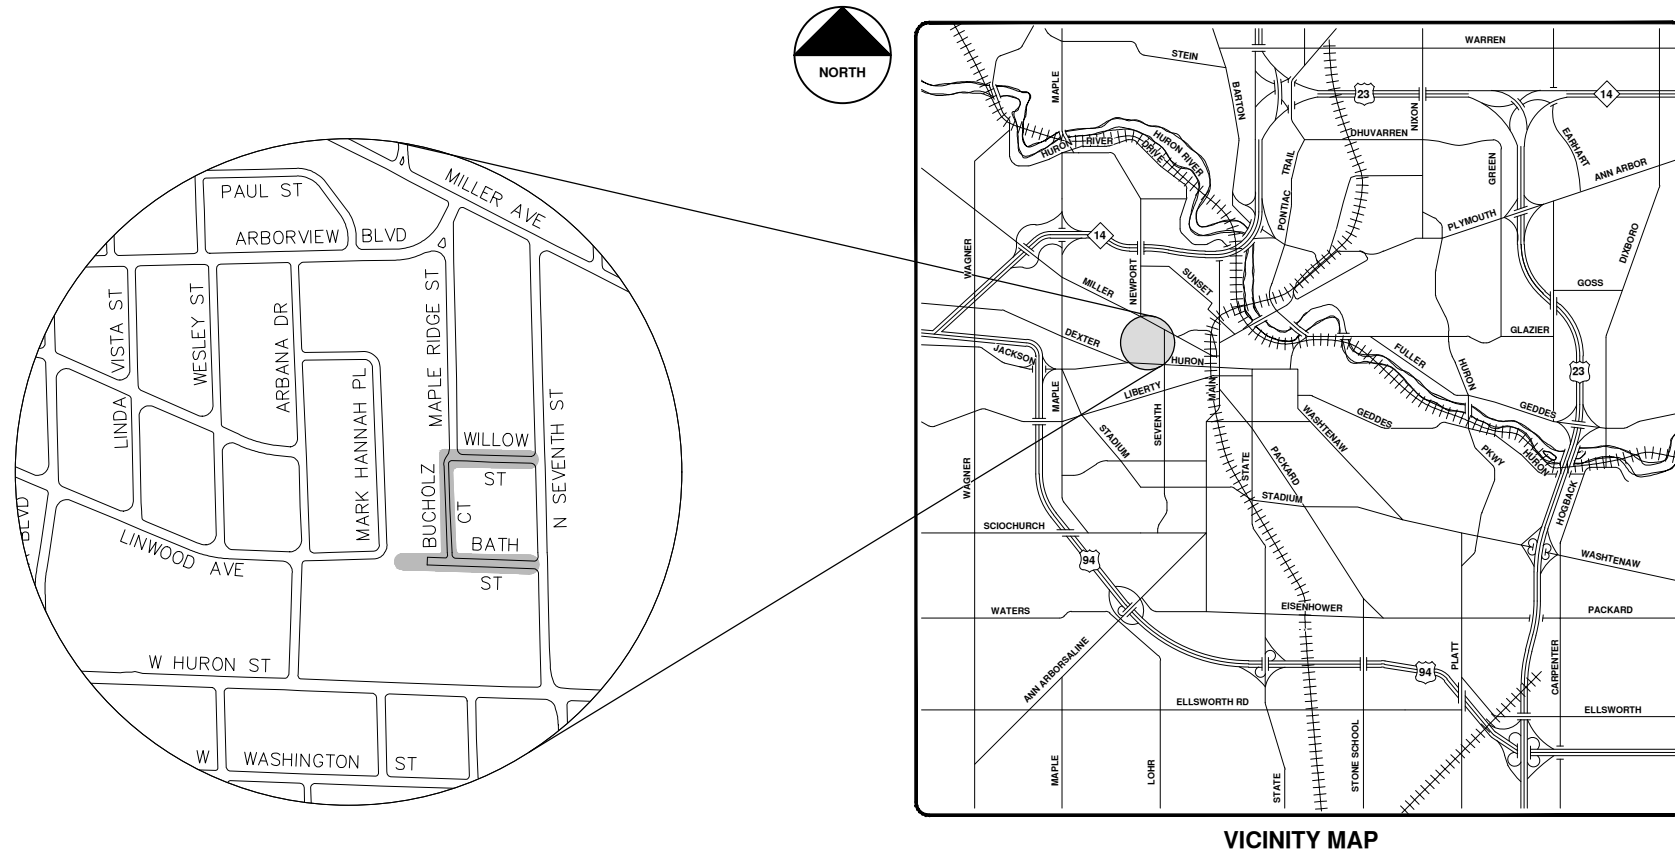 NORTH
PAUL ST
ARBORVIEW BLVD
MILLER AVE
LINDA VISTA ST
WESLEY ST
ARBANA DR
MARK HANNAH PL
MAPLE RIDGE ST
WILLOW
ST
BUCHOLZ
CT
BATH
ST
N SEVENTH ST
BLVD
LINWOOD AVE
W HURON ST
W WASHINGTON ST
WARREN
STEIN
MAPLE
BARTON
23
NIXON
14
DHUVARREN
EARHART
GREEN
ANN ARBOR
HURON RIVER DRIVE
HURON RIVER
PONTIAC TRAIL
PLYMOUTH
DIXBORO
WAGNER
14
NEWPORT
SUNSET
MILLER
GOSS
DEXTER
HURON
GLAZIER
JACKSON
FULLER
HURON
23
MAPLE
LIBERTY
MAIN
GEDDES
GEDDES
SEVENTH
WASHTENAW
STADIUM
PACKARD
STATE
PKWY
HURON
WAGNER
STADIUM
HOGBACK
SCIOCHURCH
94
WASHTENAW
WATERS
EISENHOWER
PACKARD
ANN ARBORSALINE
PLATT
CARPENTER
94
ELLSWORTH RD
ELLSWORTH
MAPLE
LOHR
STATE
STONE SCHOOL
VICINITY MAP